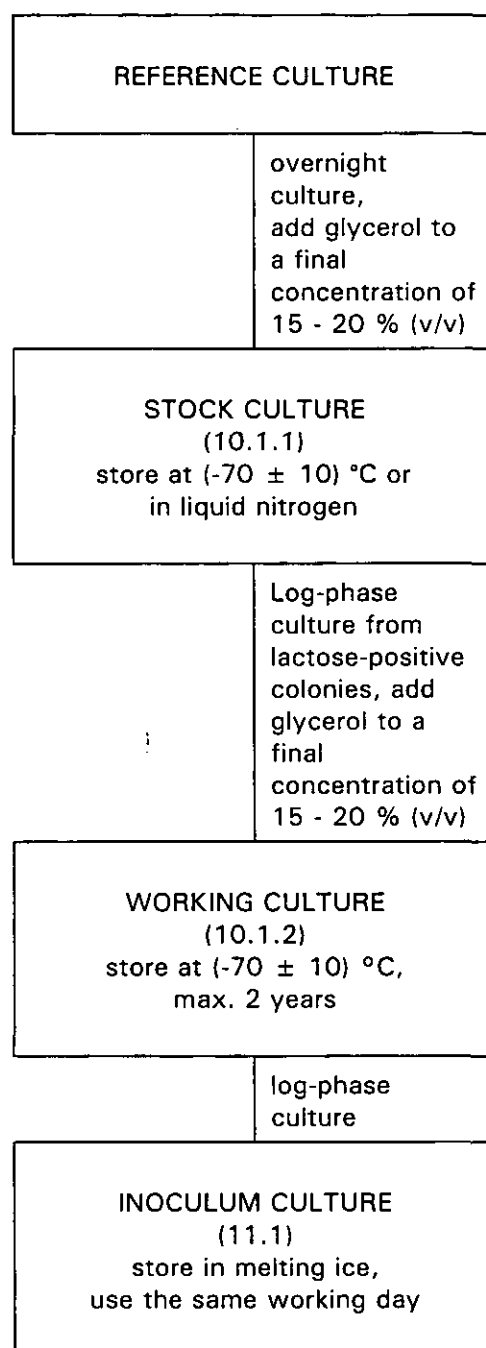 REFERENCE CULTURE
overnight
culture,
add glycerol to
a final
concentration of
15 - 20 % (v/v)
STOCK CULTURE
(10.1.1)
store at (-70 ± 10) °C or
in liquid nitrogen
Log-phase
culture from
lactose-positive
colonies, add
glycerol to a
final
concentration of
15 - 20 % (v/v)
WORKING CULTURE
(10.1.2)
store at (-70 ± 10) °C,
max. 2 years
log-phase
culture
INOCULUM CULTURE
(11.1)
store in melting ice,
use the same working day